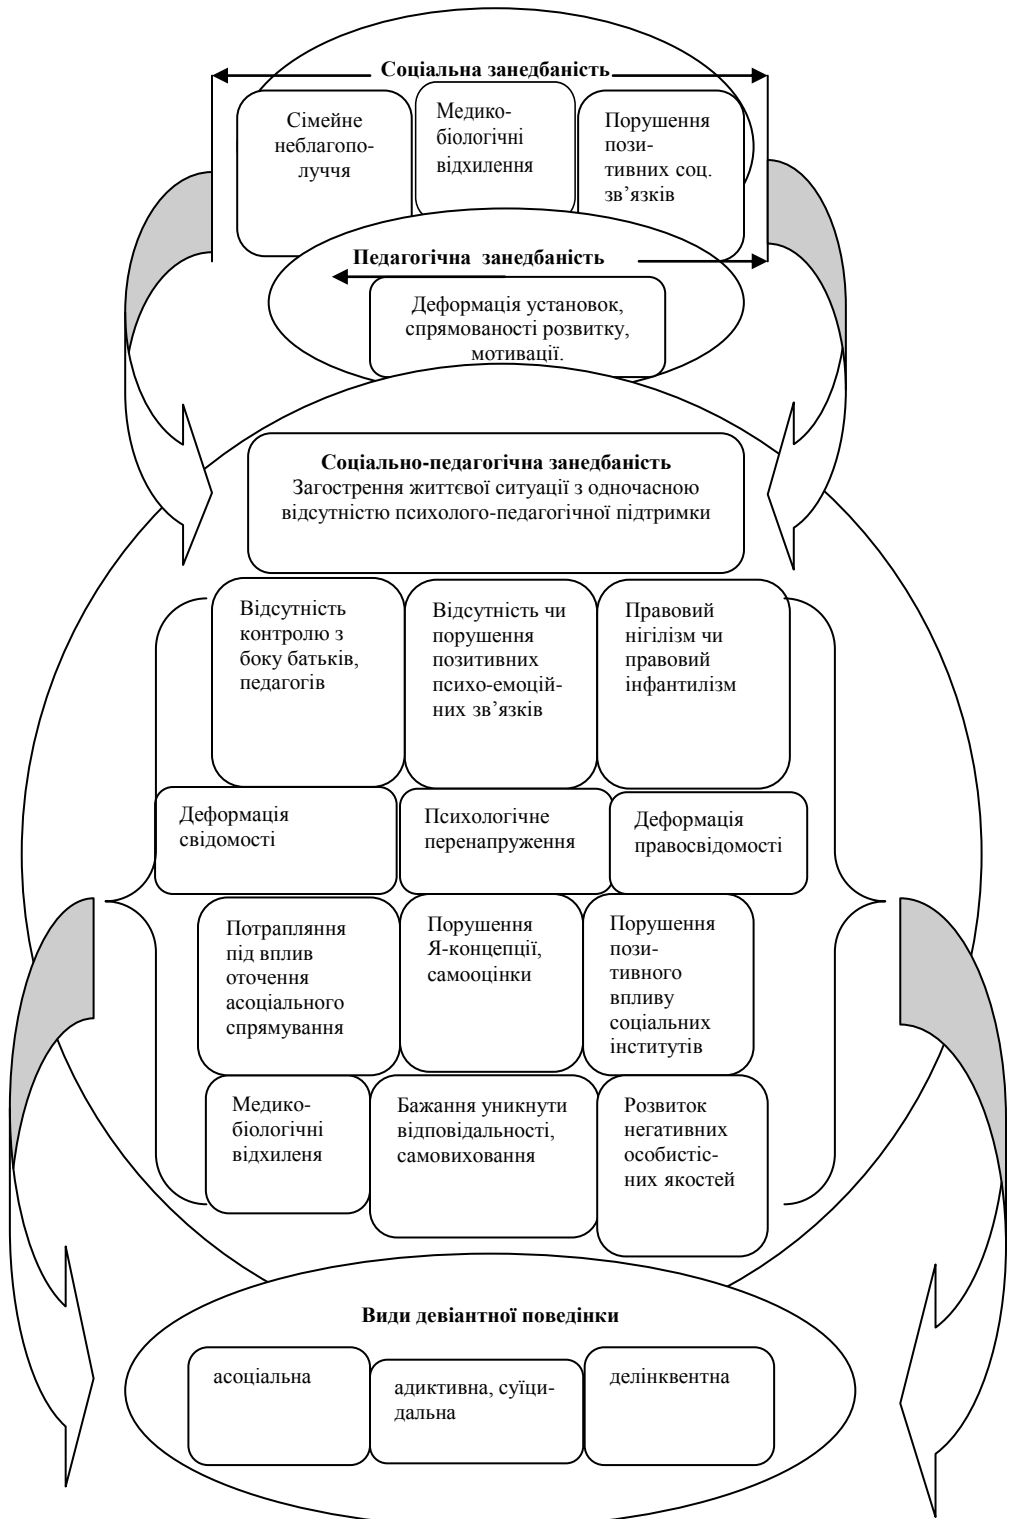 Соціальна занедбаність
Сімейне
неблагопо-
луччя
Медико-
біологічні
відхилення
Порушення
пози-
тивних соц.
зв’язків
Педагогічна занедбаність
Деформація установок,
спрямованості розвитку,
мотивації.
Соціально-педагогічна занедбаність
Загострення життєвої ситуації з одночасною
відсутністю психолого-педагогічної підтримки
Відсутність
контролю з
боку батьків,
педагогів
Відсутність чи
порушення
позитивних
психо-емоцій-
них зв’язків
Правовий
нігілізм чи
правовий
інфантилізм
Деформація
свідомості
Психологічне
перенапруження
Деформація
правосвідомості
Потрапляння
під вплив
оточення
асоціального
спрямування
Порушення
Я-концепції,
самооцінки
Порушення
пози-
тивного
впливу
соціальних
інститутів
Медико-
біологічні
відхиленя
Бажання уникнути
відповідальності,
самовиховання
Розвиток
негативних
особистіс-
них якостей
Види девіантної поведінки
асоціальна
адиктивна, суїци-
дальна
делінквентна